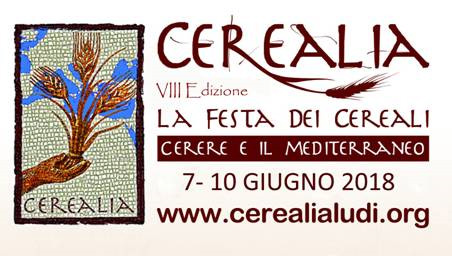 CEREALIA
CEREALIA
VIII Edizione
LA FESTA DEI CEREALI
CERERE E IL MEDITERRANEO
7- 10 GIUGNO 2018
www.cerealialudi.org